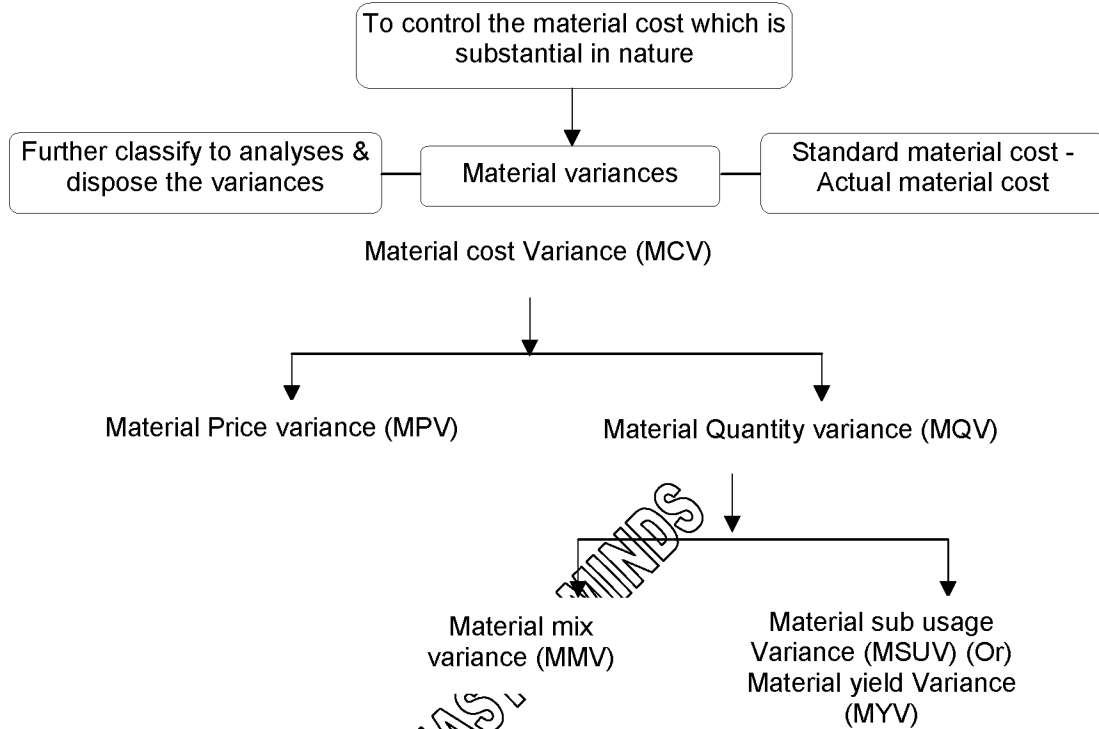 To control the material cost which is
substantial in nature
Further classify to analyses &
dispose the variances
Material variances
Standard material cost -
Actual material cost
Material cost Variance (MCV)
Material Price variance (MPV)
Material Quantity variance (MQV)
MINDS
Material mix
variance (MMV)
Material sub usage
Variance (MSUV) (Or)
Material yield Variance
(MYV)